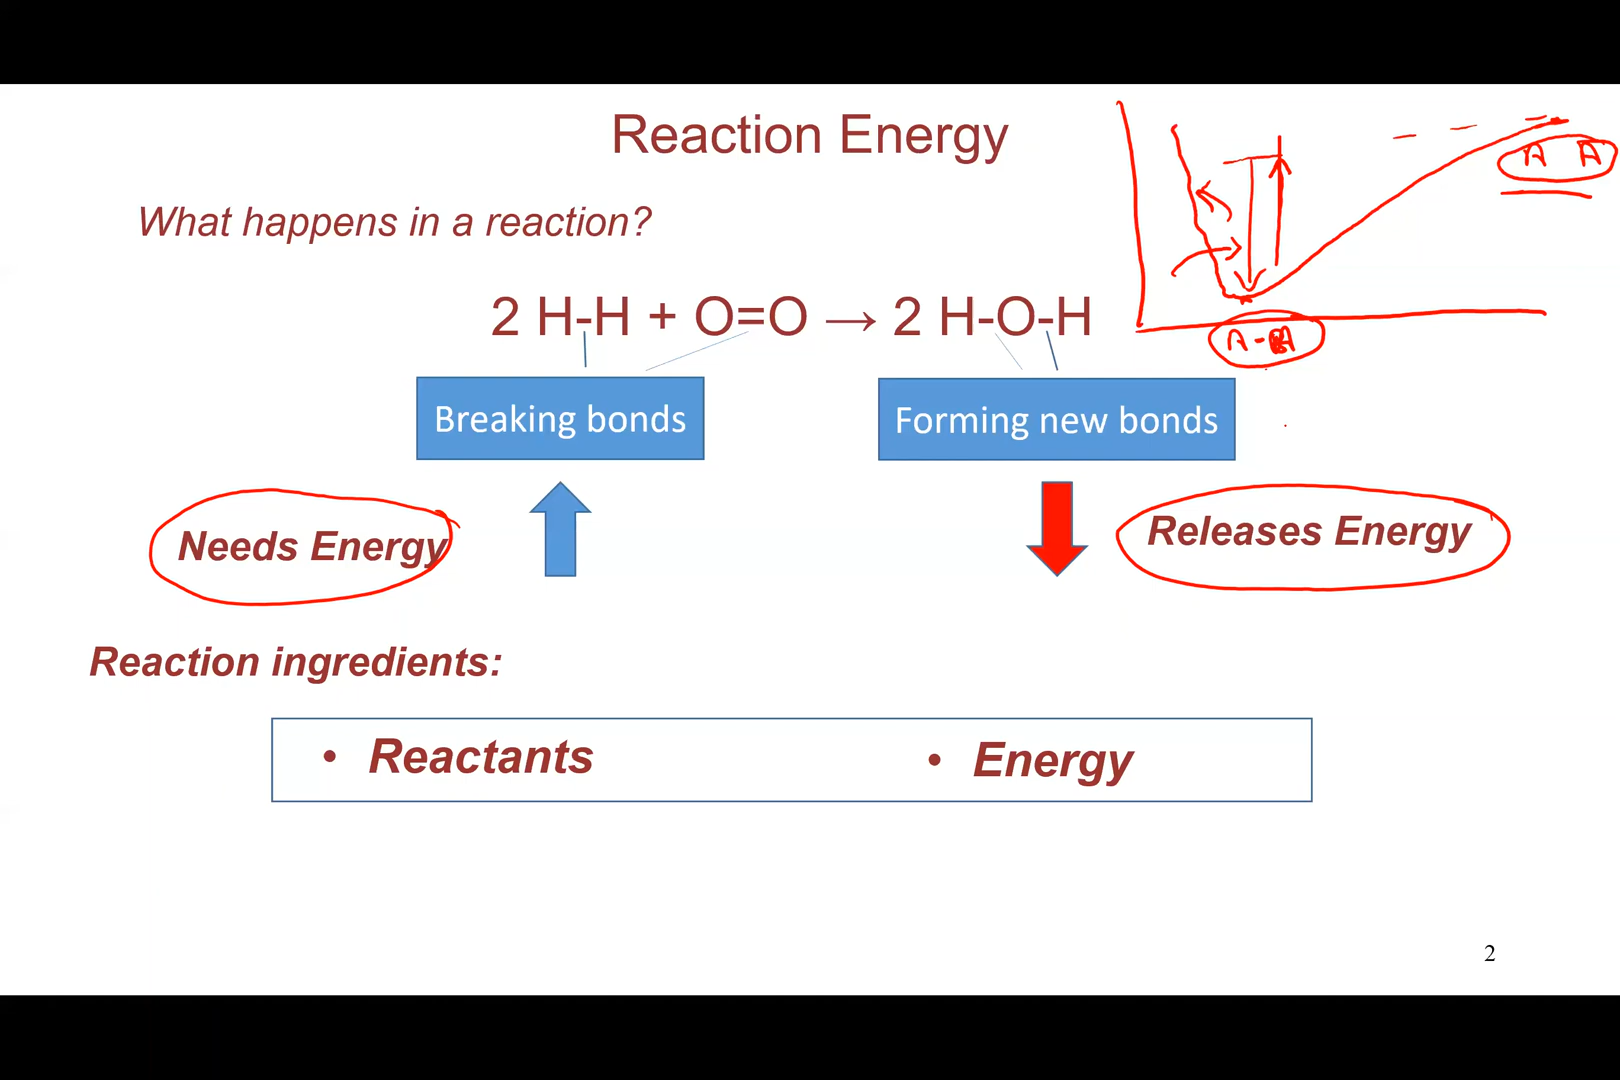 Reaction Energy
A A
What happens in a reaction?
2 H-H + O=O → 2 H-O-H
A - A
Breaking bonds
Forming new bonds
Needs Energy
Releases Energy
Reaction ingredients:
• Reactants
• Energy
2